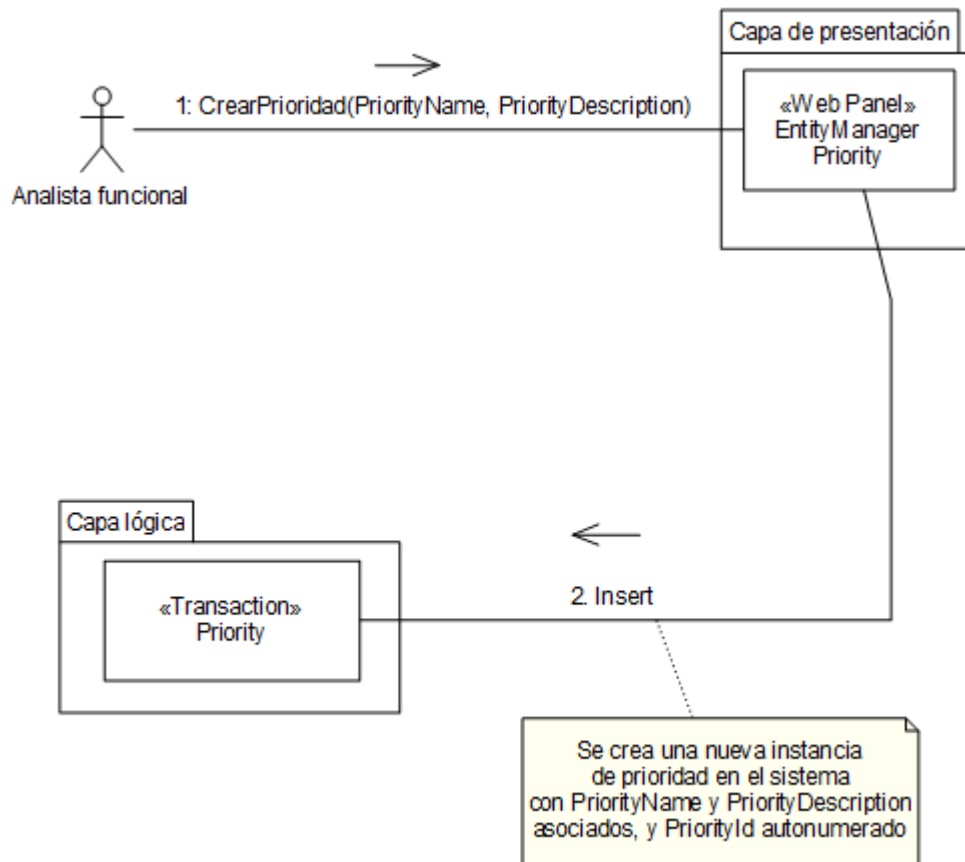 Capa de presentación
1: CrearPrioridad(PriorityName, PriorityDescription)
«Web Panel»
EntityManager
Priority
Analista funcional
Capa lógica
«Transaction»
Priority
2. Insert
Se crea una nueva instancia
de prioridad en el sistema
con PriorityName y PriorityDescription
asociados, y PriorityId autonumerado